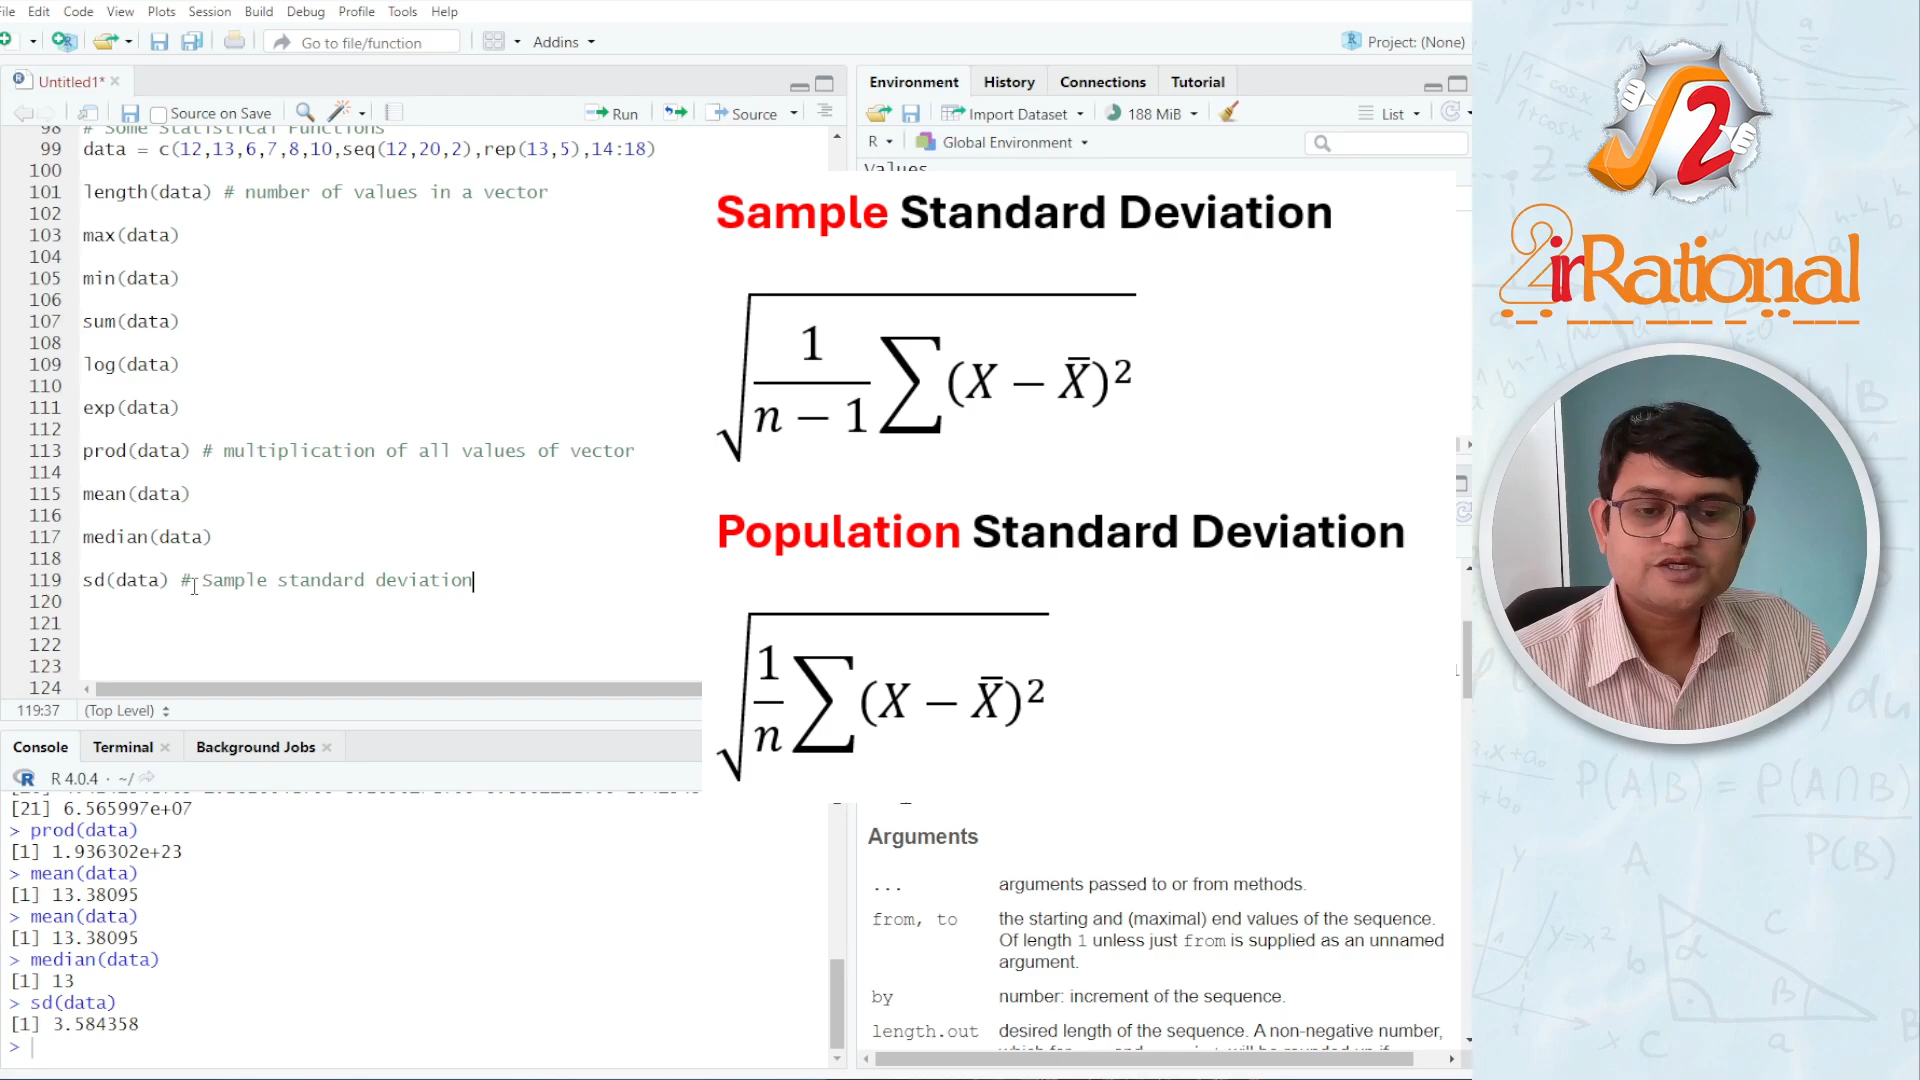 File Edit Code View Plots Session Build Debug Profile Tools Help
Go to file/function Addins Project: (None)
Untitled1*
Source on Save Run Source
98 # Some Statistical Functions
99 data = c(12,13,6,7,8,10,seq(12,20,2),rep(13,5),14:18)
100
101 length(data) # number of values in a vector
102
103 max(data)
104
105 min(data)
106
107 sum(data)
108
109 log(data)
110
111 exp(data)
112
113 prod(data) # multiplication of all values of vector
114
115 mean(data)
116
117 median(data)
118
119 sd(data) # Sample standard deviation
120
121
122
123
124
119:37 (Top Level)
Console Terminal Background Jobs
R 4.0.4 · ~/
[21] 6.565997e+07
> prod(data)
[1] 1.936302e+23
> mean(data)
[1] 13.38095
> mean(data)
[1] 13.38095
> median(data)
[1] 13
> sd(data)
[1] 3.584358
>
Environment History Connections Tutorial
Import Dataset 188 MiB List
R Global Environment
Values
Sample Standard Deviation
√(1/(n − 1) ∑(X − X̄)²)
Population Standard Deviation
√(1/n ∑(X − X̄)²)
Arguments
... arguments passed to or from methods.
from, to the starting and (maximal) end values of the sequence.
Of length 1 unless just from is supplied as an unnamed
argument.
by number: increment of the sequence.
length.out desired length of the sequence. A non-negative number,
√2
2irRational
P(A|B) = P(A∩B)
P(B)